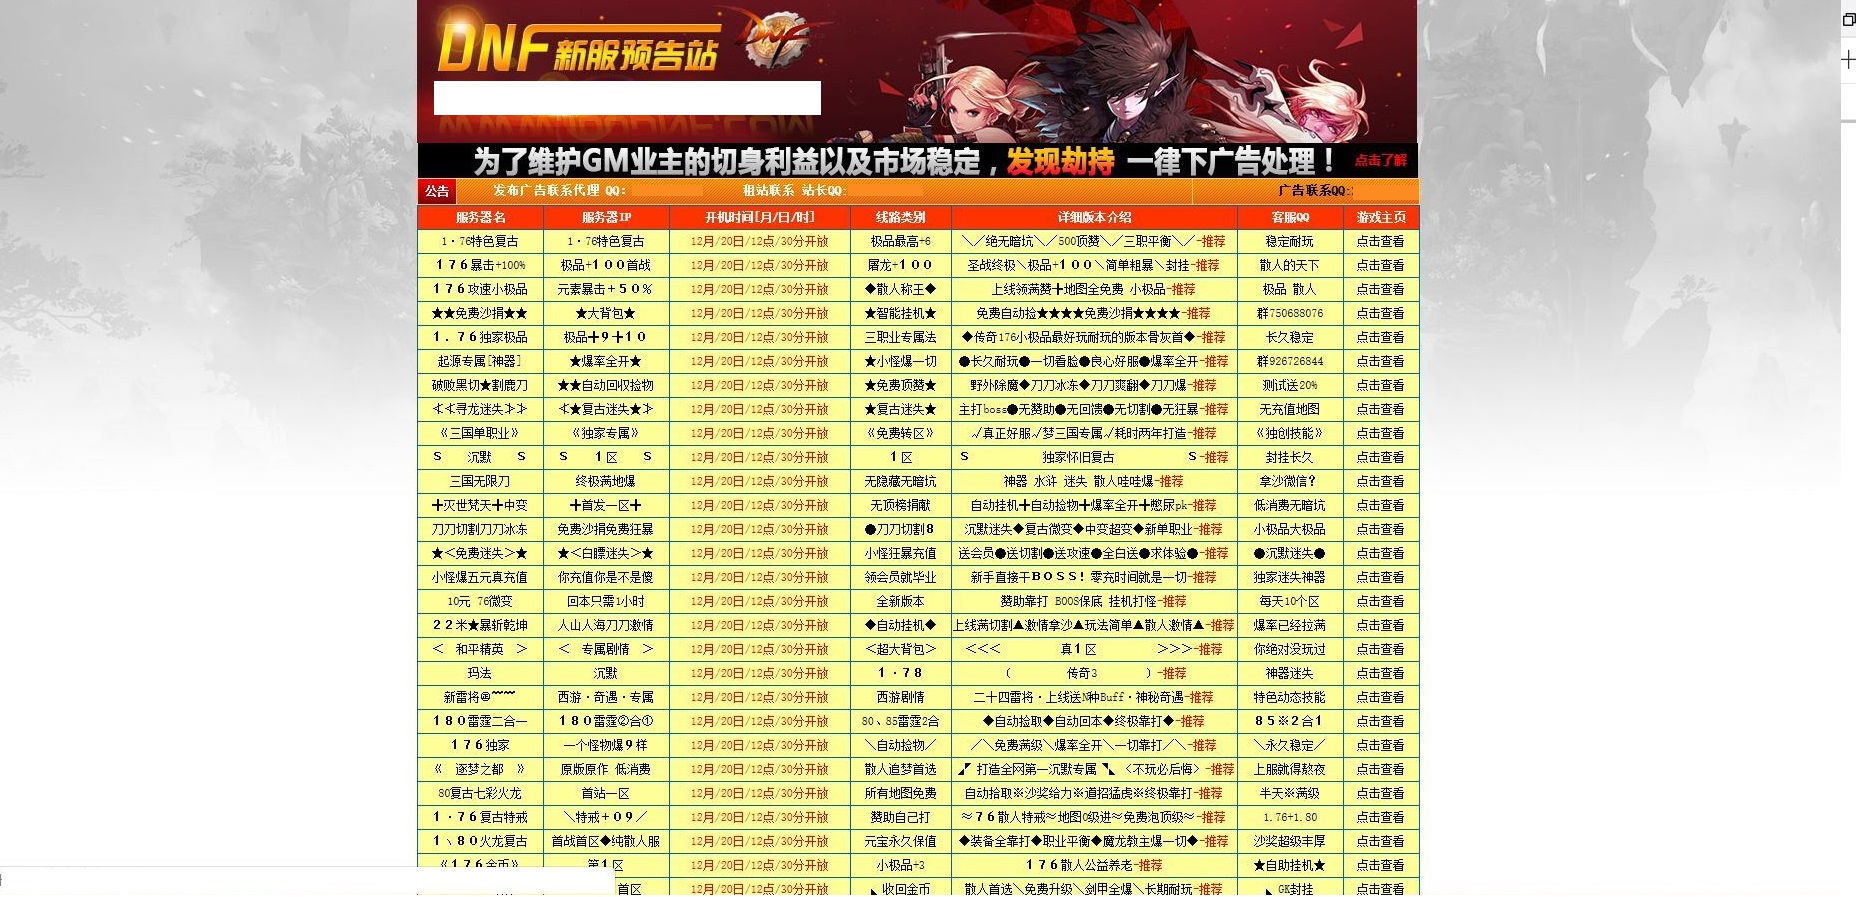 DNF新服预告站
DNF
为了维护GM业主的切身利益以及市场稳定，发现劫持 一律下广告处理！ 点击了解
公告 发布广告联系代理 QQ: 租站联系 站长QQ: 广告联系QQ:
服务器名 服务器IP 开机时间[月/日/时] 线路类别 详细版本介绍 客服QQ 游戏主页
1·76特色复古 1·76特色复古 12月/20日/12点/30分开放 极品最高+6 ╲╱绝无暗坑╲╱500顶赞╲╱三职平衡╲╱-推荐 稳定耐玩 点击查看
１７６暴击+100% 极品+１００首战 12月/20日/12点/30分开放 屠龙+１００ 圣战终极╲极品+１００╲简单粗暴╲封挂-推荐 散人的天下 点击查看
１７６攻速小极品 元素暴击＋５０％ 12月/20日/12点/30分开放 ◆散人称王◆ 上线领满赞╋地图全免费 小极品-推荐 极品 散人 点击查看
★★免费沙捐★★ ★大背包★ 12月/20日/12点/30分开放 ★智能挂机★ 免费自动捡★★★★免费沙捐★★★★-推荐 群750688076 点击查看
１．７６独家极品 极品╋９╋１０ 12月/20日/12点/30分开放 三职业专属法 ◆传奇176小极品最好玩耐玩的版本骨灰首◆-推荐 长久稳定 点击查看
起源专属[神器] ★爆率全开★ 12月/20日/12点/30分开放 ★小怪爆一切 ●长久耐玩●一切看脸●良心好服●爆率全开-推荐 群926726844 点击查看
破败黑切★割鹿刀 ★★自动回收捡物 12月/20日/12点/30分开放 ★免费顶赞★ 野外除魔◆刀刀冰冻◆刀刀爽翻◆刀刀爆-推荐 测试送20% 点击查看
≮≮寻龙迷失≯≯ ≮★复古迷失★≯ 12月/20日/12点/30分开放 ★复古迷失★ 主打boss●无赞助●无回馈●无切割●无狂暴-推荐 无充值地图 点击查看
《三国单职业》 《独家专属》 12月/20日/12点/30分开放 《免费转区》 √真正好服√梦三国专属√耗时两年打造-推荐 《独创技能》 点击查看
Ｓ 沉默 Ｓ Ｓ １区 Ｓ 12月/20日/12点/30分开放 １区 Ｓ 独家怀旧复古 Ｓ-推荐 封挂长久 点击查看
三国无限刀 终极满地爆 12月/20日/12点/30分开放 无隐藏无暗坑 神器 水浒 迷失 散人哇哇爆-推荐 拿沙微信？ 点击查看
╋灭世梵天╋中变 ╋首发一区╋ 12月/20日/12点/30分开放 无顶榜捐献 自动挂机╋自动捡物╋爆率全开╋憋尿pk-推荐 低消费无暗坑 点击查看
刀刀切割刀刀冰冻 免费沙捐免费狂暴 12月/20日/12点/30分开放 ●刀刀切割８ 沉默迷失◆复古微变◆中变超变◆新单职业-推荐 小极品大极品 点击查看
★＜免费迷失＞★ ★＜白瞟迷失＞★ 12月/20日/12点/30分开放 小怪狂暴充值 送会员●送切割●送攻速●全白送●求体验●-推荐 ●沉默迷失● 点击查看
小怪爆五元真充值 你充值你是不是傻 12月/20日/12点/30分开放 领会员就毕业 新手直接干ＢＯＳＳ！零充时间就是一切-推荐 独家迷失神器 点击查看
10元 76微变 回本只需1小时 12月/20日/12点/30分开放 全新版本 赞助靠打 BOOS保底 挂机打怪-推荐 每天10个区 点击查看
２２米★暴斩乾坤 人山人海刀刀激情 12月/20日/12点/30分开放 ◆自动挂机◆ 上线满切割▲激情拿沙▲玩法简单▲散人激情▲-推荐 爆率已经拉满 点击查看
＜ 和平精英 ＞ ＜ 专属剧情 ＞ 12月/20日/12点/30分开放 ＜超大背包＞ ＜＜＜ 真１区 ＞＞＞-推荐 你绝对没玩过 点击查看
玛法 沉默 12月/20日/12点/30分开放 １·７８ （ 传奇3 ）-推荐 神器迷失 点击查看
新雷将@~~~~ 西游·奇遇·专属 12月/20日/12点/30分开放 西游剧情 二十四雷将·上线送N种Buff·神秘奇遇-推荐 特色动态技能 点击查看
１８０雷霆二合一 １８０雷霆②合① 12月/20日/12点/30分开放 80、85雷霆2合 ◆自动捡取◆自动回本◆终极靠打◆-推荐 ８５※２合１ 点击查看
１７６独家 一个怪物爆９样 12月/20日/12点/30分开放 ╲自动捡物╱ ╱╲免费满级╲爆率全开╲一切靠打╱╲-推荐 ╲永久稳定╱ 点击查看
《 逐梦之都 》 原版原作 低消费 12月/20日/12点/30分开放 散人追梦首选 ◢◤打造全网第一沉默专属◥◣〈不玩必后悔〉-推荐 上服就得熬夜 点击查看
80复古七彩火龙 首站一区 12月/20日/12点/30分开放 所有地图免费 自动拾取※沙奖给力※道招猛虎※终极靠打-推荐 半天※满级 点击查看
１·７６复古特戒 ╲特戒＋０９╱ 12月/20日/12点/30分开放 赞助自己打 ≈７６散人特戒≈地图0级进≈免费泡顶级≈-推荐 1.76+1.80 点击查看
１﹨８０火龙复古 首战首区◆纯散人服 12月/20日/12点/30分开放 元宝永久保值 ◆装备全靠打◆职业平衡◆魔龙教主爆一切◆-推荐 沙奖超级丰厚 点击查看
《１７６金币》 第１区 12月/20日/12点/30分开放 小极品+3 １７６散人公益养老-推荐 ★自助挂机★ 点击查看
首区 12月/20日/12点/30分开放 ◣收回金币 散人首选╲免费升级╲剑甲全爆╲长期耐玩-推荐 ◣ GK封挂 点击查看